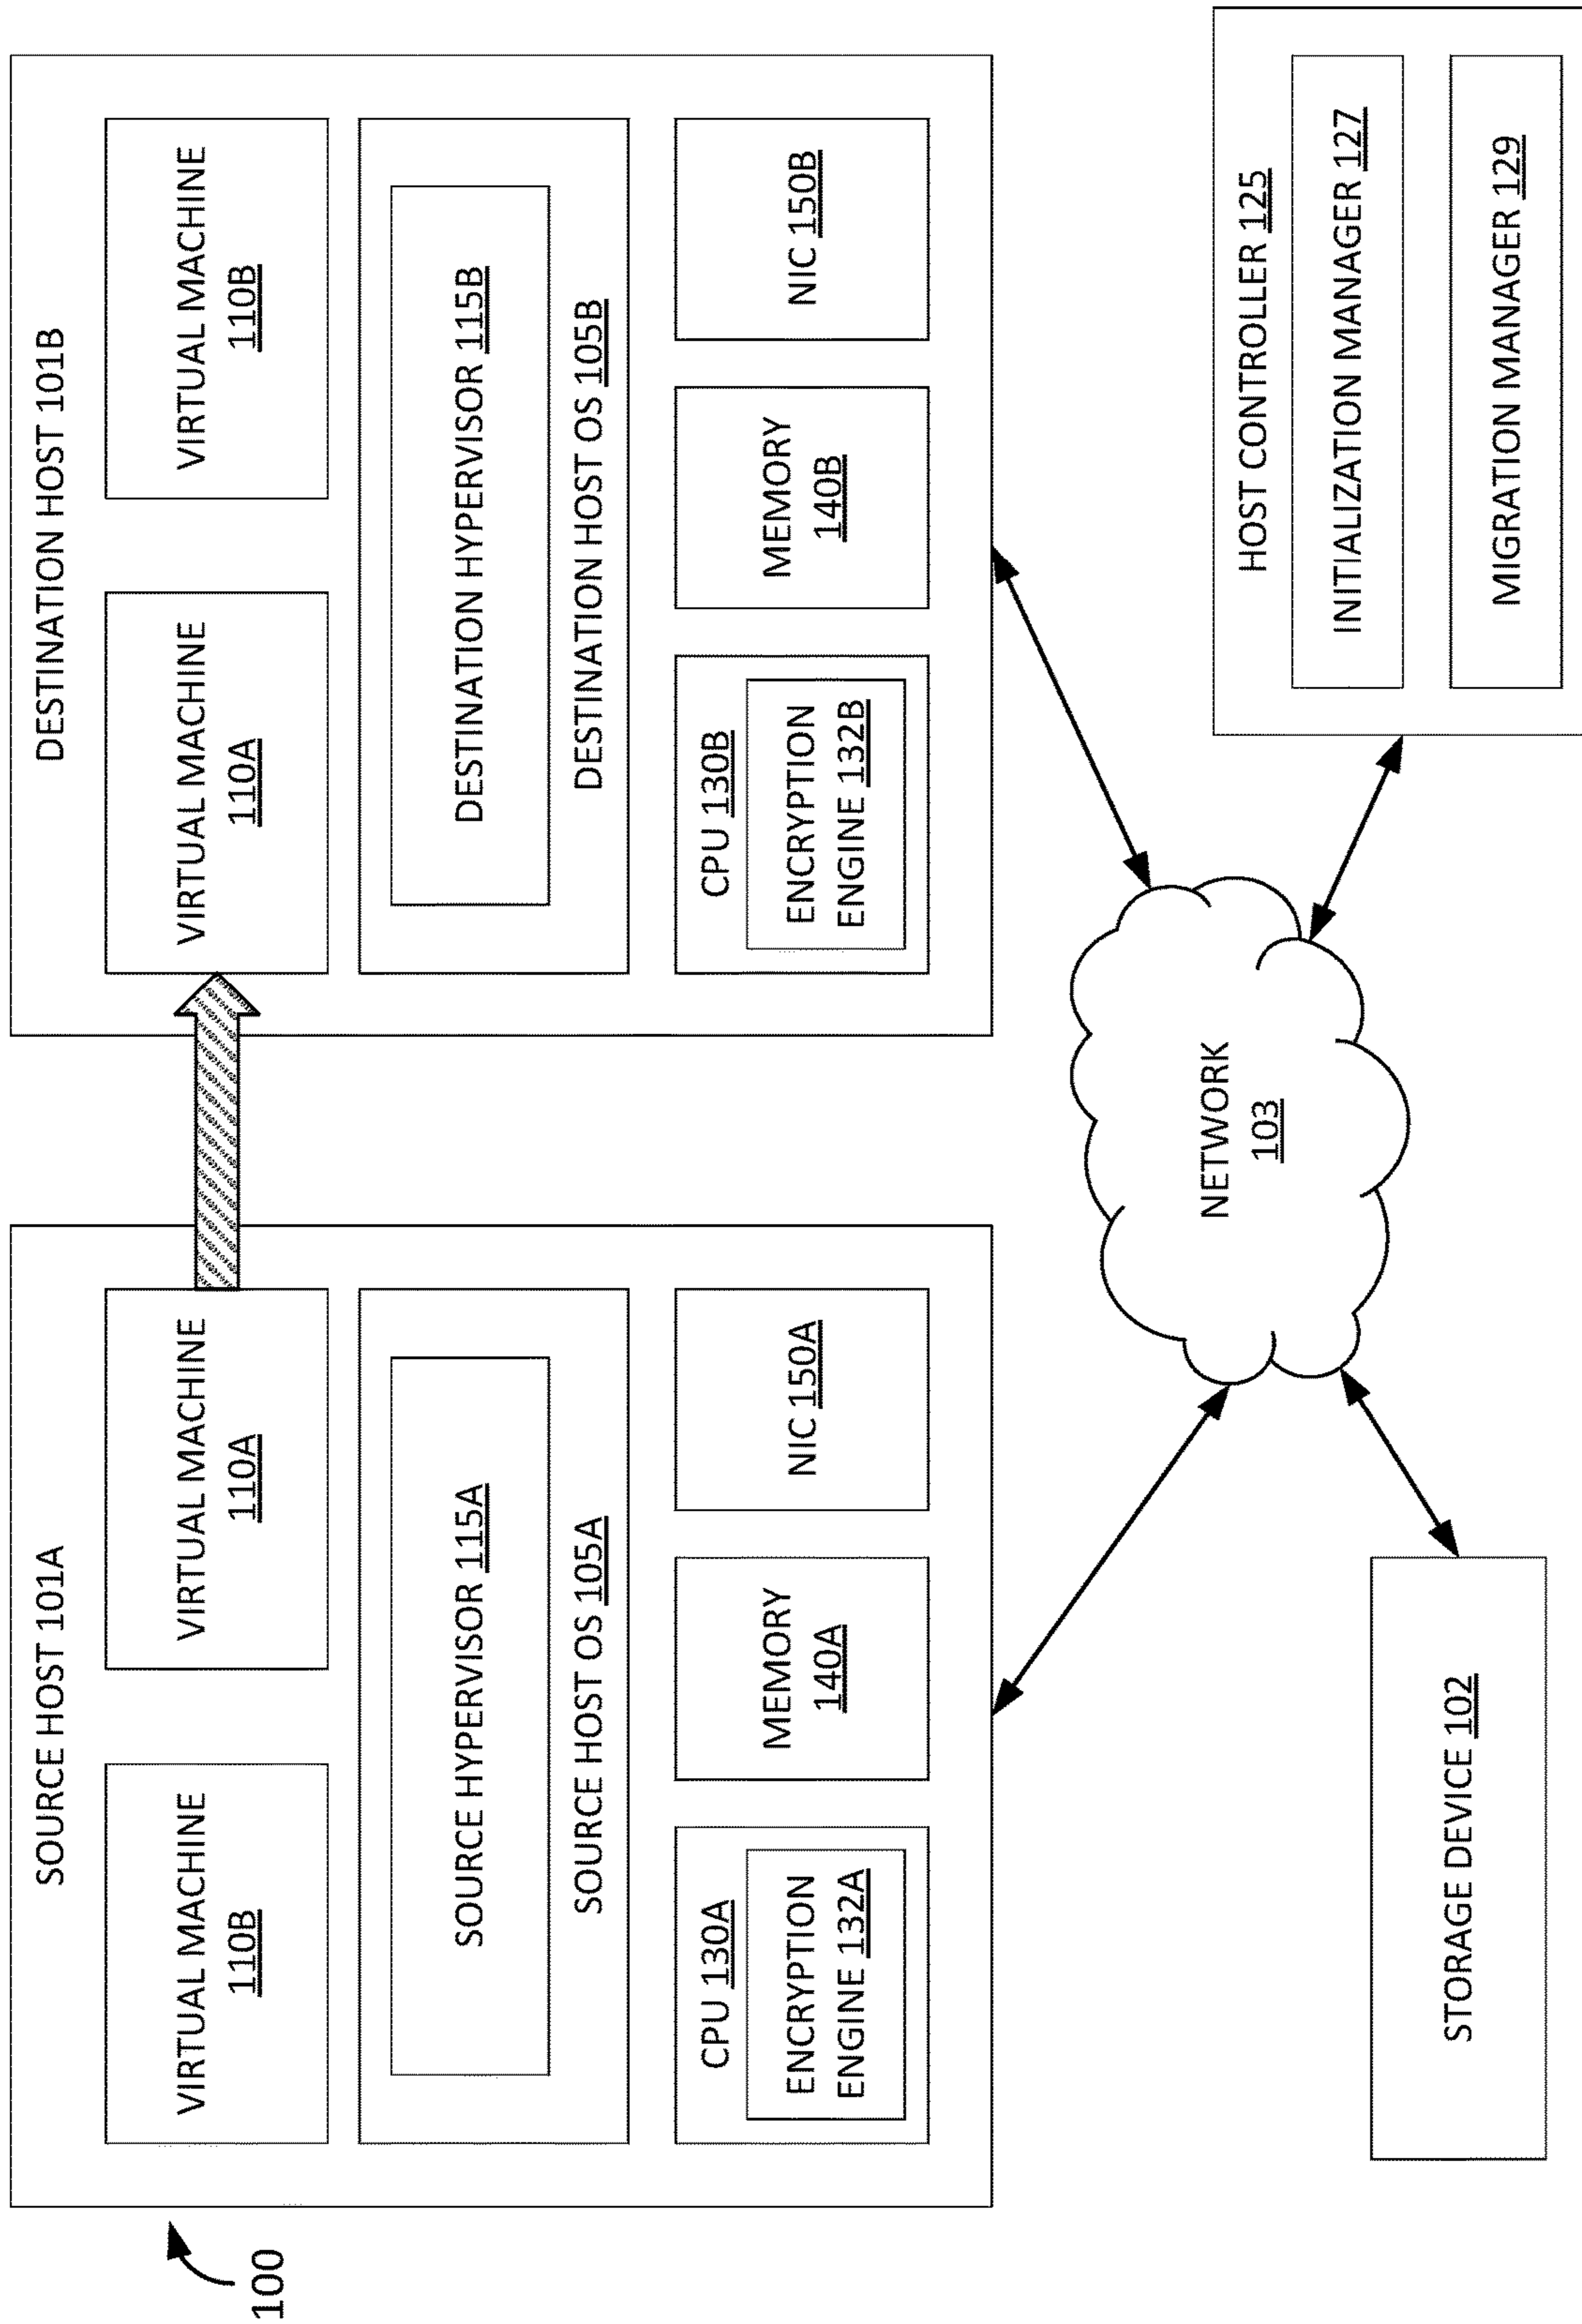 100
SOURCE HOST 101A
VIRTUAL MACHINE
110B
VIRTUAL MACHINE
110A
SOURCE HYPERVISOR 115A
SOURCE HOST OS 105A
CPU 130A
ENCRYPTION
ENGINE 132A
MEMORY
140A
NIC 150A
DESTINATION HOST 101B
VIRTUAL MACHINE
110A
VIRTUAL MACHINE
110B
DESTINATION HYPERVISOR 115B
DESTINATION HOST OS 105B
CPU 130B
ENCRYPTION
ENGINE 132B
MEMORY
140B
NIC 150B
NETWORK
103
STORAGE DEVICE 102
HOST CONTROLLER 125
INITIALIZATION MANAGER 127
MIGRATION MANAGER 129